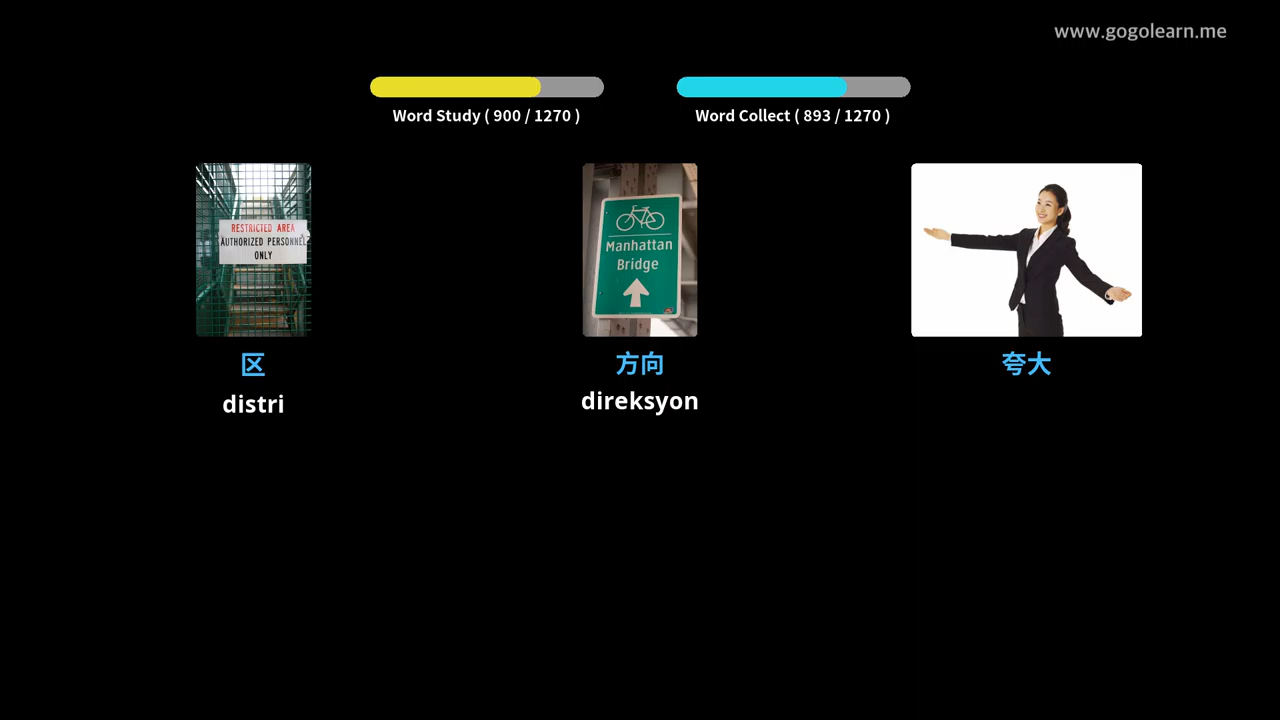 www.gogolearn.me
Word Study ( 900 / 1270 )
Word Collect ( 893 / 1270 )
RESTRICTED AREA
AUTHORIZED PERSONNEL
ONLY
Manhattan
Bridge
区
方向
夸大
distri
direksyon